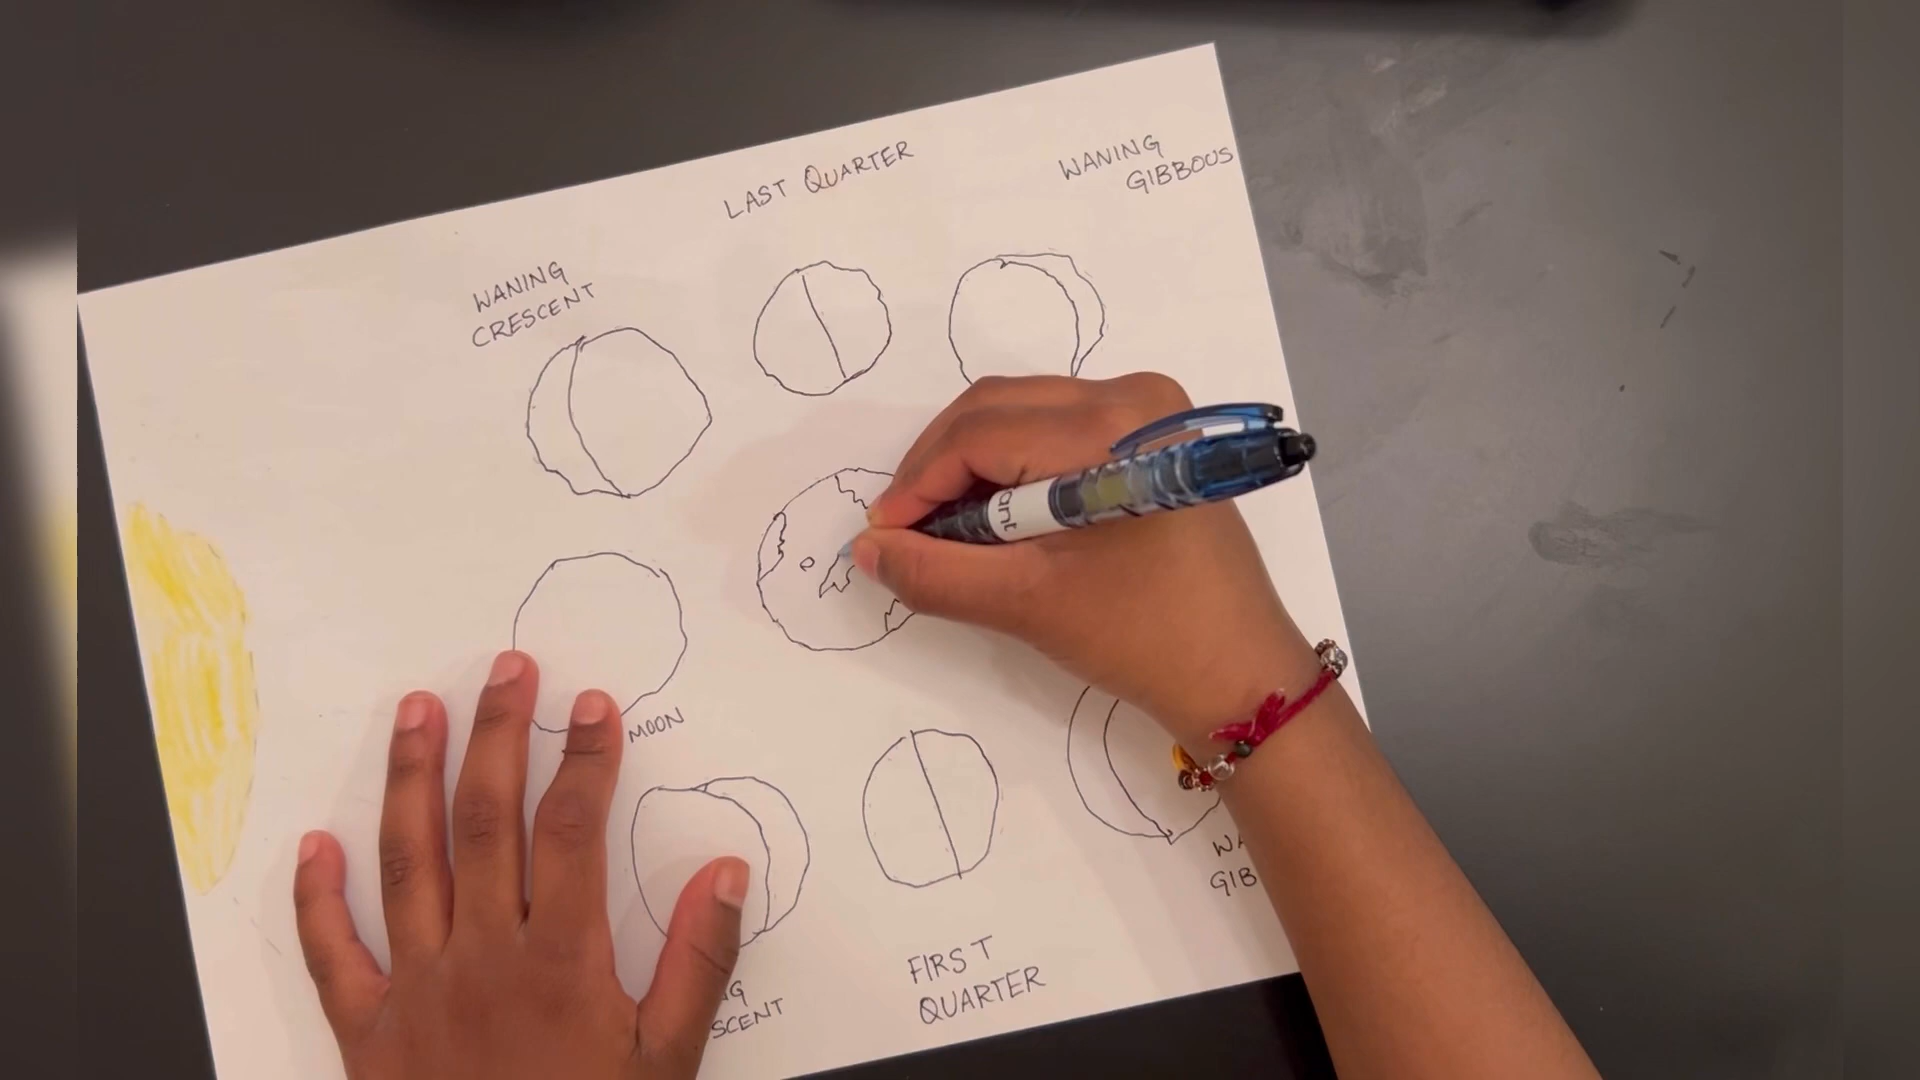 LAST QUARTER
WANING
GIBBOUS
WANING
CRESCENT
MOON
FIRST
QUARTER